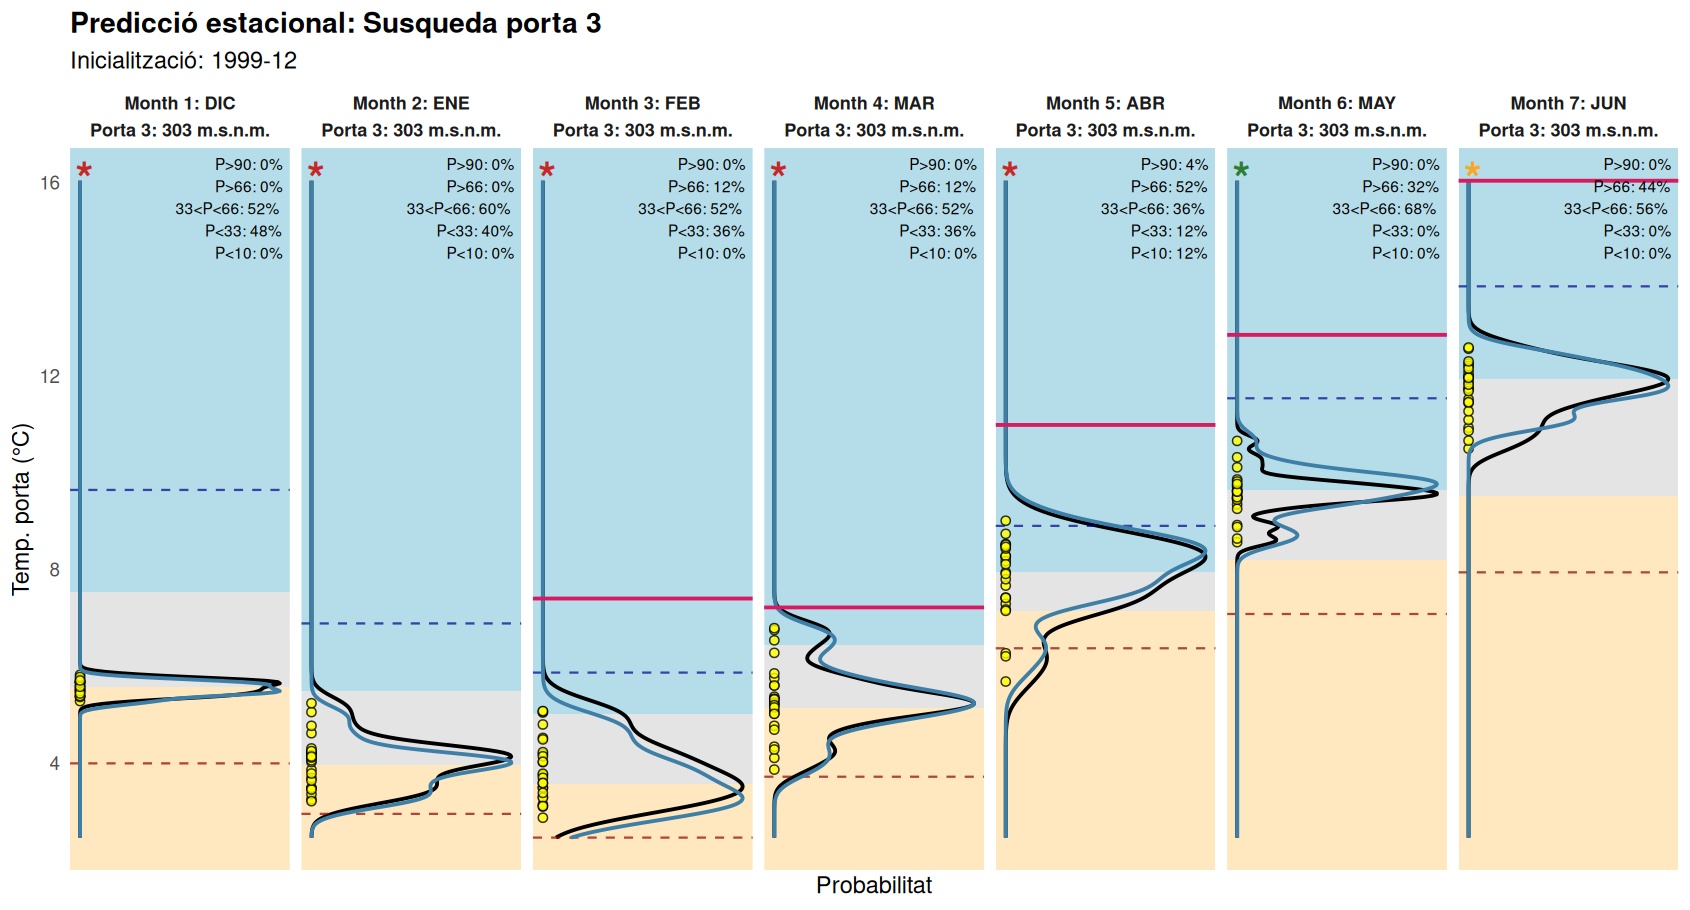 Predicció estacional: Susqueda porta 3
Inicialització: 1999-12
Month 1: DIC
Porta 3: 303 m.s.n.m.
Month 2: ENE
Porta 3: 303 m.s.n.m.
Month 3: FEB
Porta 3: 303 m.s.n.m.
Month 4: MAR
Porta 3: 303 m.s.n.m.
Month 5: ABR
Porta 3: 303 m.s.n.m.
Month 6: MAY
Porta 3: 303 m.s.n.m.
Month 7: JUN
Porta 3: 303 m.s.n.m.
*
P>90: 0%
P>66: 0%
33<P<66: 52%
P<33: 48%
P<10: 0%
*
P>90: 0%
P>66: 0%
33<P<66: 60%
P<33: 40%
P<10: 0%
*
P>90: 0%
P>66: 12%
33<P<66: 52%
P<33: 36%
P<10: 0%
*
P>90: 0%
P>66: 12%
33<P<66: 52%
P<33: 36%
P<10: 0%
*
P>90: 4%
P>66: 52%
33<P<66: 36%
P<33: 12%
P<10: 12%
*
P>90: 0%
P>66: 32%
33<P<66: 68%
P<33: 0%
P<10: 0%
*
P>90: 0%
P>66: 44%
33<P<66: 56%
P<33: 0%
P<10: 0%
16
12
8
4
Temp. porta (°C)
Probabilitat